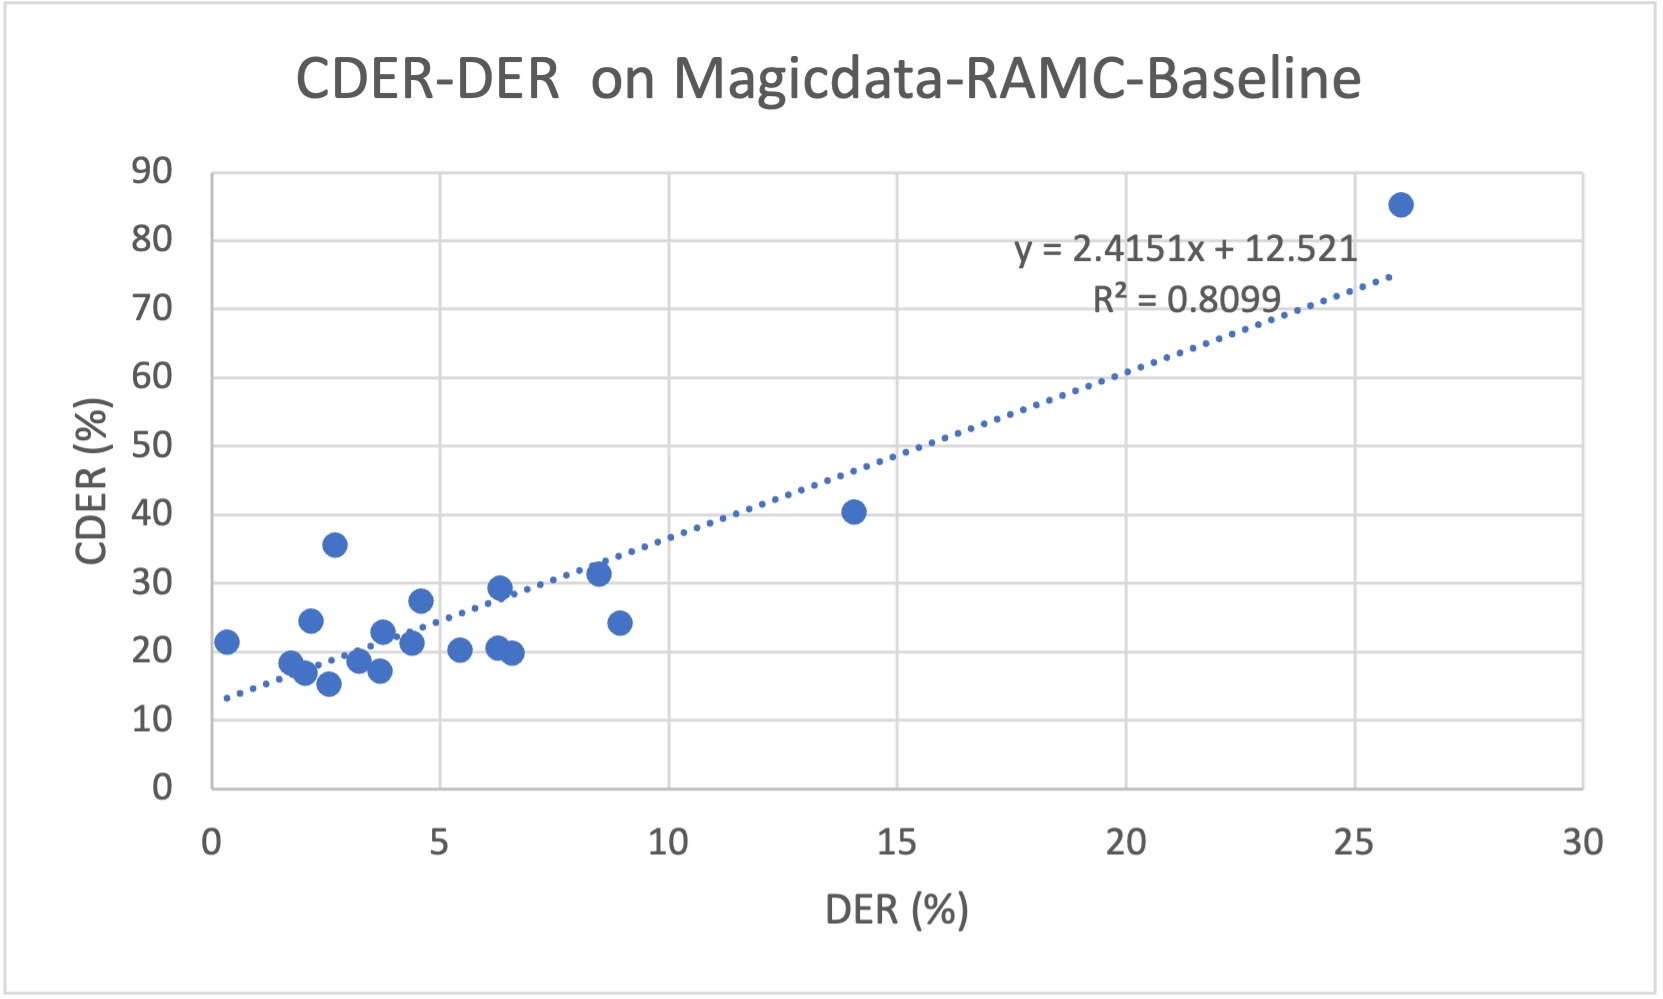 CDER-DER on Magicdata-RAMC-Baseline
90
80
70
60
50
40
30
20
10
0
CDER (%)
y = 2.4151x + 12.521
R² = 0.8099
0 5 10 15 20 25 30
DER (%)